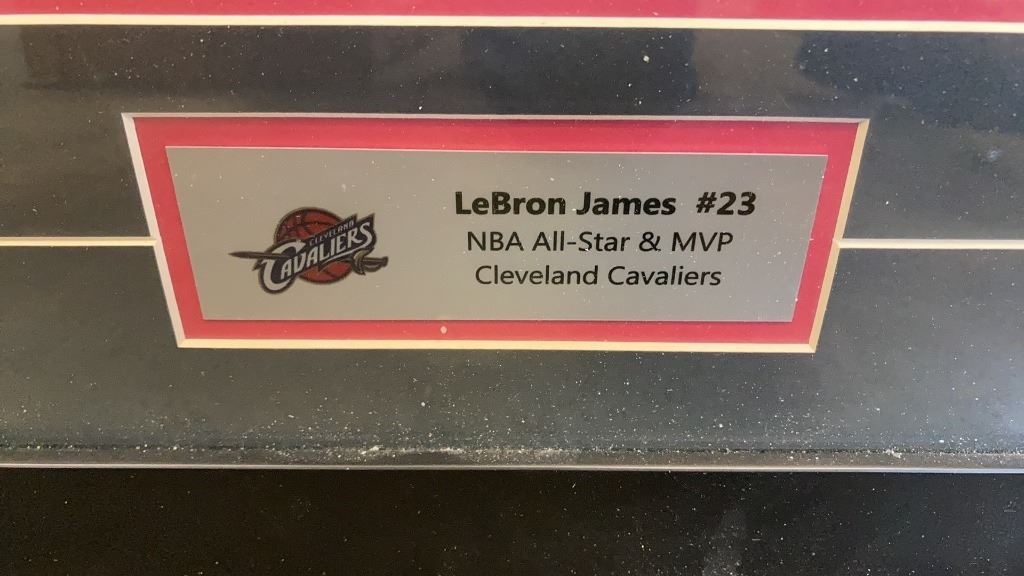 CLEVELAND
CAVALIERS
LeBron James #23
NBA All-Star & MVP
Cleveland Cavaliers